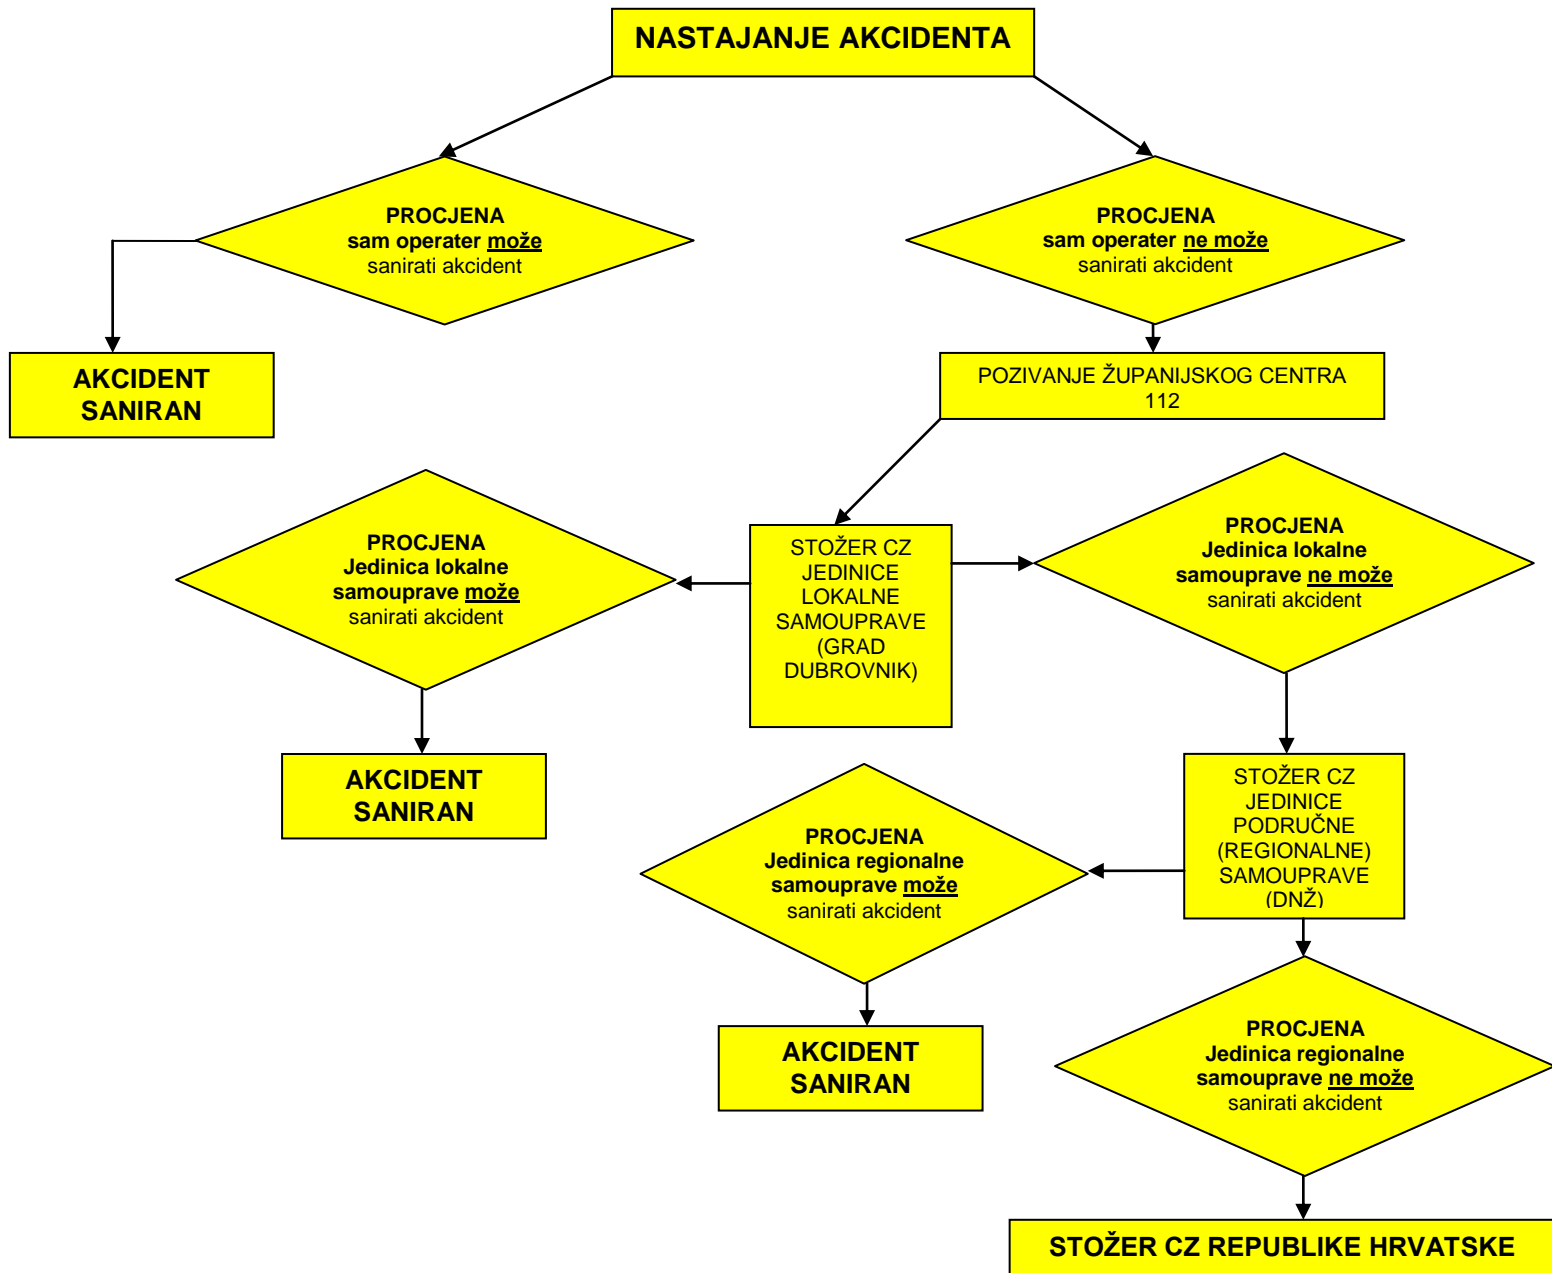 NASTAJANJE AKCIDENTA
PROCJENA
sam operater može
sanirati akcident
PROCJENA
sam operater ne može
sanirati akcident
AKCIDENT
SANIRAN
POZIVANJE ŽUPANIJSKOG CENTRA
112
PROCJENA
Jedinica lokalne
samouprave može
sanirati akcident
STOŽER CZ
JEDINICE
LOKALNE
SAMOUPRAVE
(GRAD
DUBROVNIK)
PROCJENA
Jedinica lokalne
samouprave ne može
sanirati akcident
AKCIDENT
SANIRAN
PROCJENA
Jedinica regionalne
samouprave može
sanirati akcident
STOŽER CZ
JEDINICE
PODRUČNE
(REGIONALNE)
SAMOUPRAVE
(DNŽ)
AKCIDENT
SANIRAN
PROCJENA
Jedinica regionalne
samouprave ne može
sanirati akcident
STOŽER CZ REPUBLIKE HRVATSKE